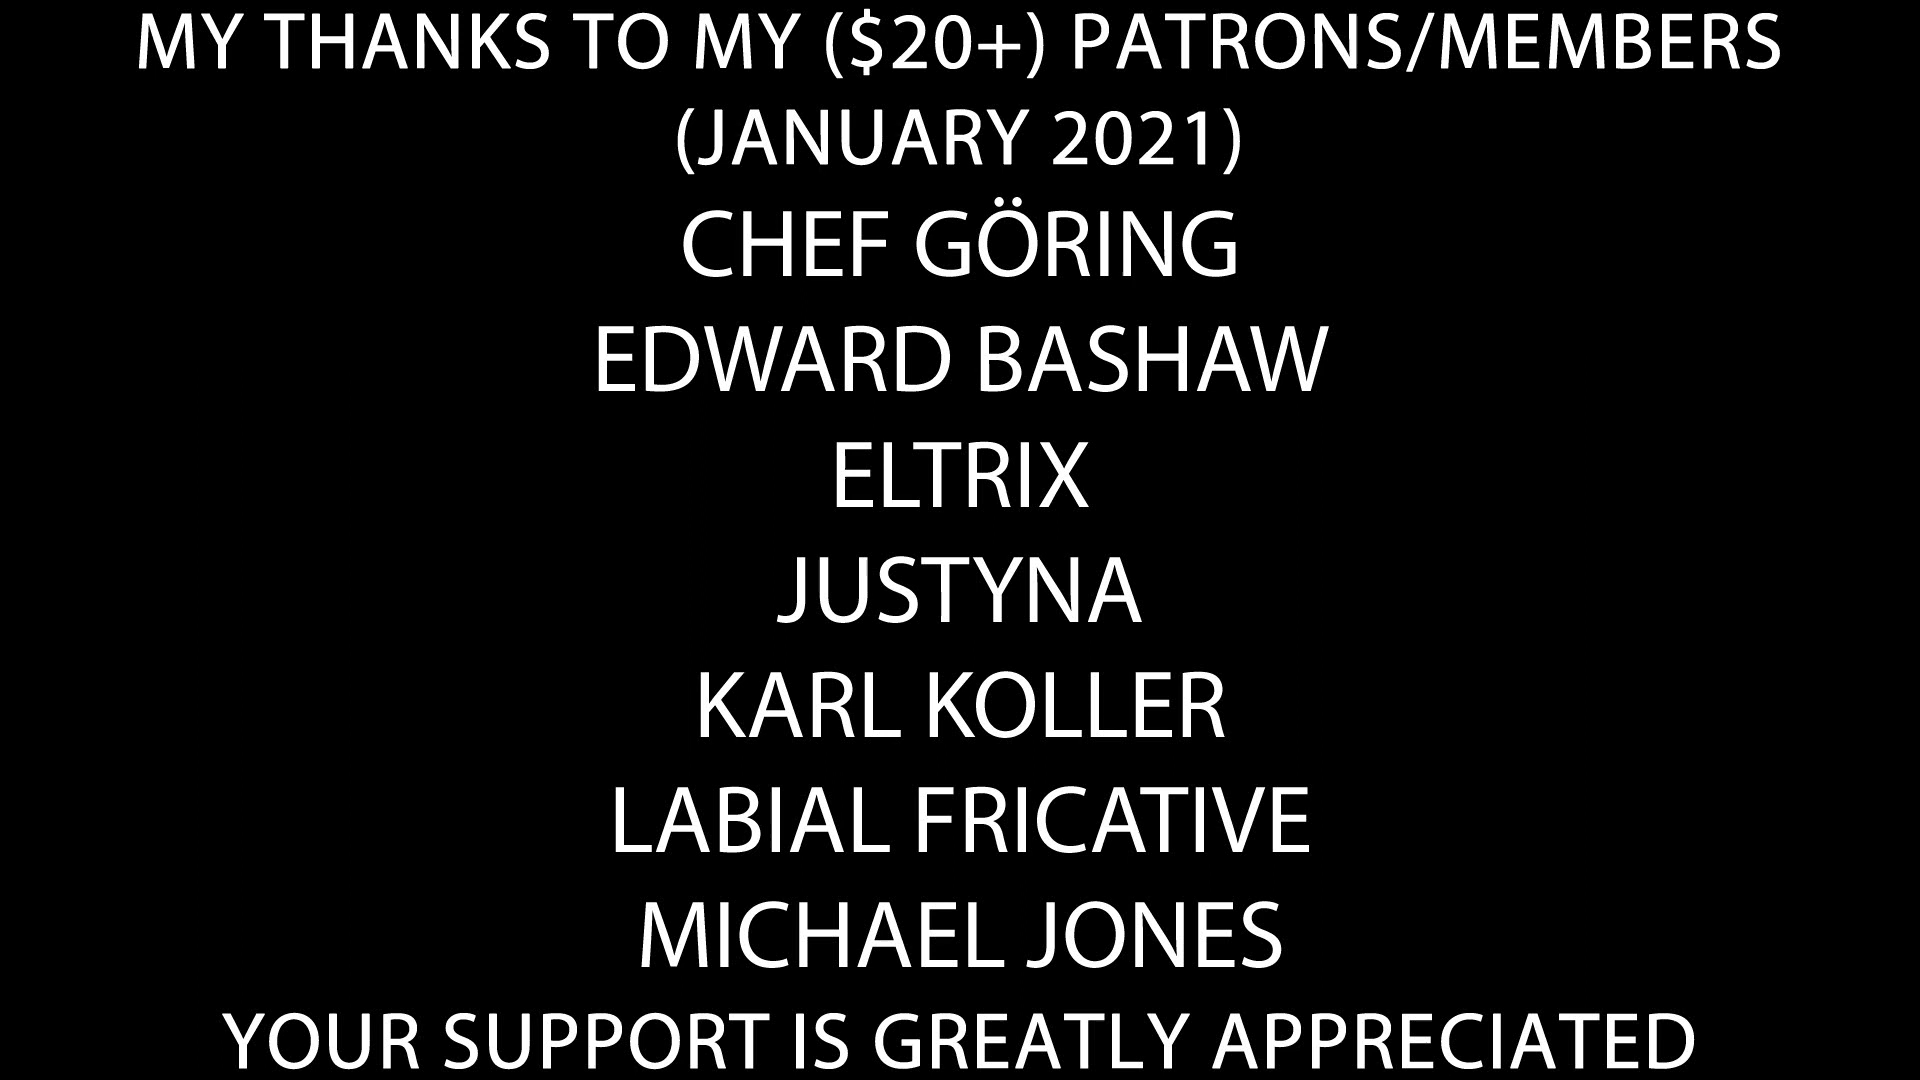 MY THANKS TO MY ($20+) PATRONS/MEMBERS
(JANUARY 2021)
CHEF GÖRING
EDWARD BASHAW
ELTRIX
JUSTYNA
KARL KOLLER
LABIAL FRICATIVE
MICHAEL JONES
YOUR SUPPORT IS GREATLY APPRECIATED